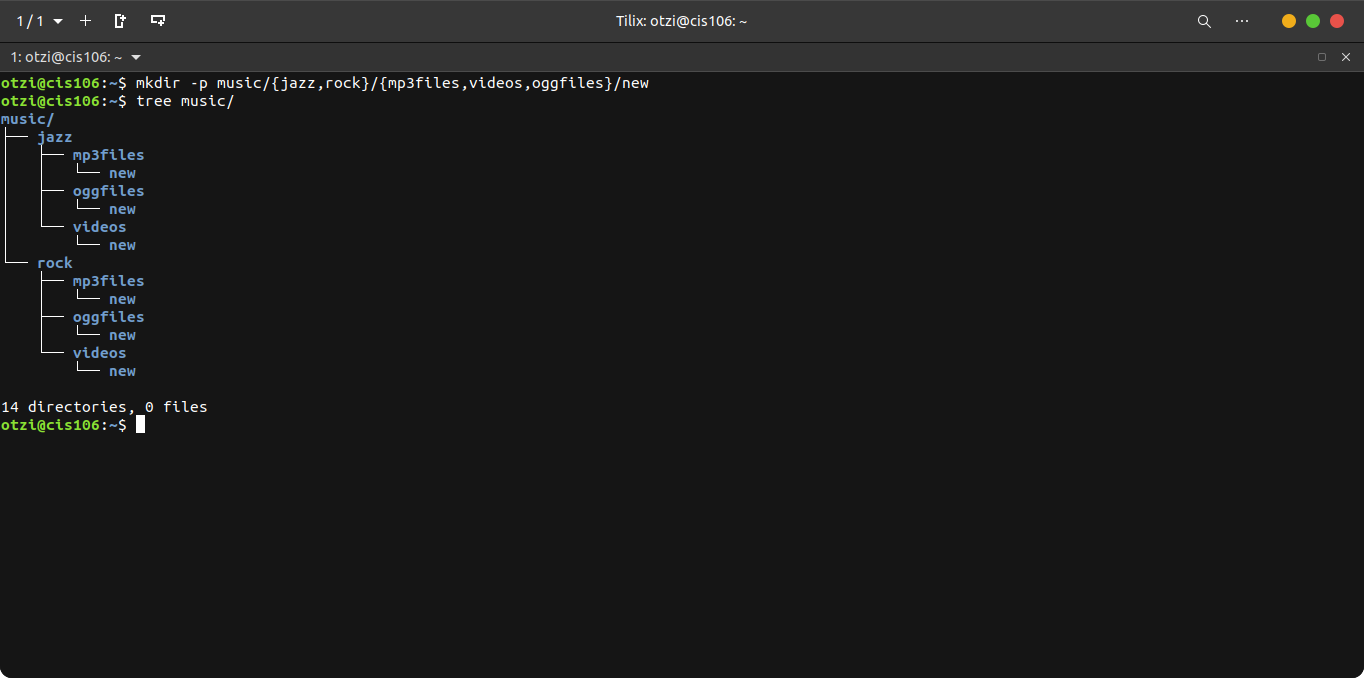 1 / 1
Tilix: otzi@cis106: ~
1: otzi@cis106: ~
otzi@cis106:~$ mkdir -p music/{jazz,rock}/{mp3files,videos,oggfiles}/new
otzi@cis106:~$ tree music/
music/
├── jazz
│   ├── mp3files
│   │   └── new
│   ├── oggfiles
│   │   └── new
│   └── videos
│       └── new
└── rock
    ├── mp3files
    │   └── new
    ├── oggfiles
    │   └── new
    └── videos
        └── new
14 directories, 0 files
otzi@cis106:~$